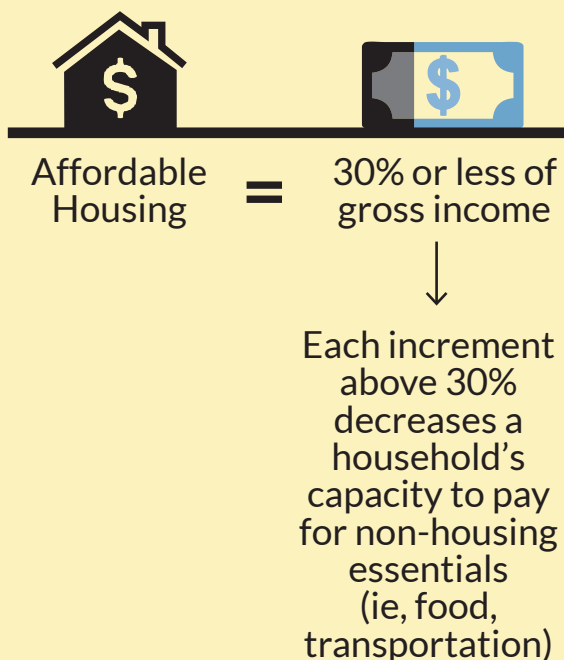 $
$
Affordable
Housing
=
30% or less of
gross income
Each increment
above 30%
decreases a
household's
capacity to pay
for non-housing
essentials
(ie, food,
transportation)